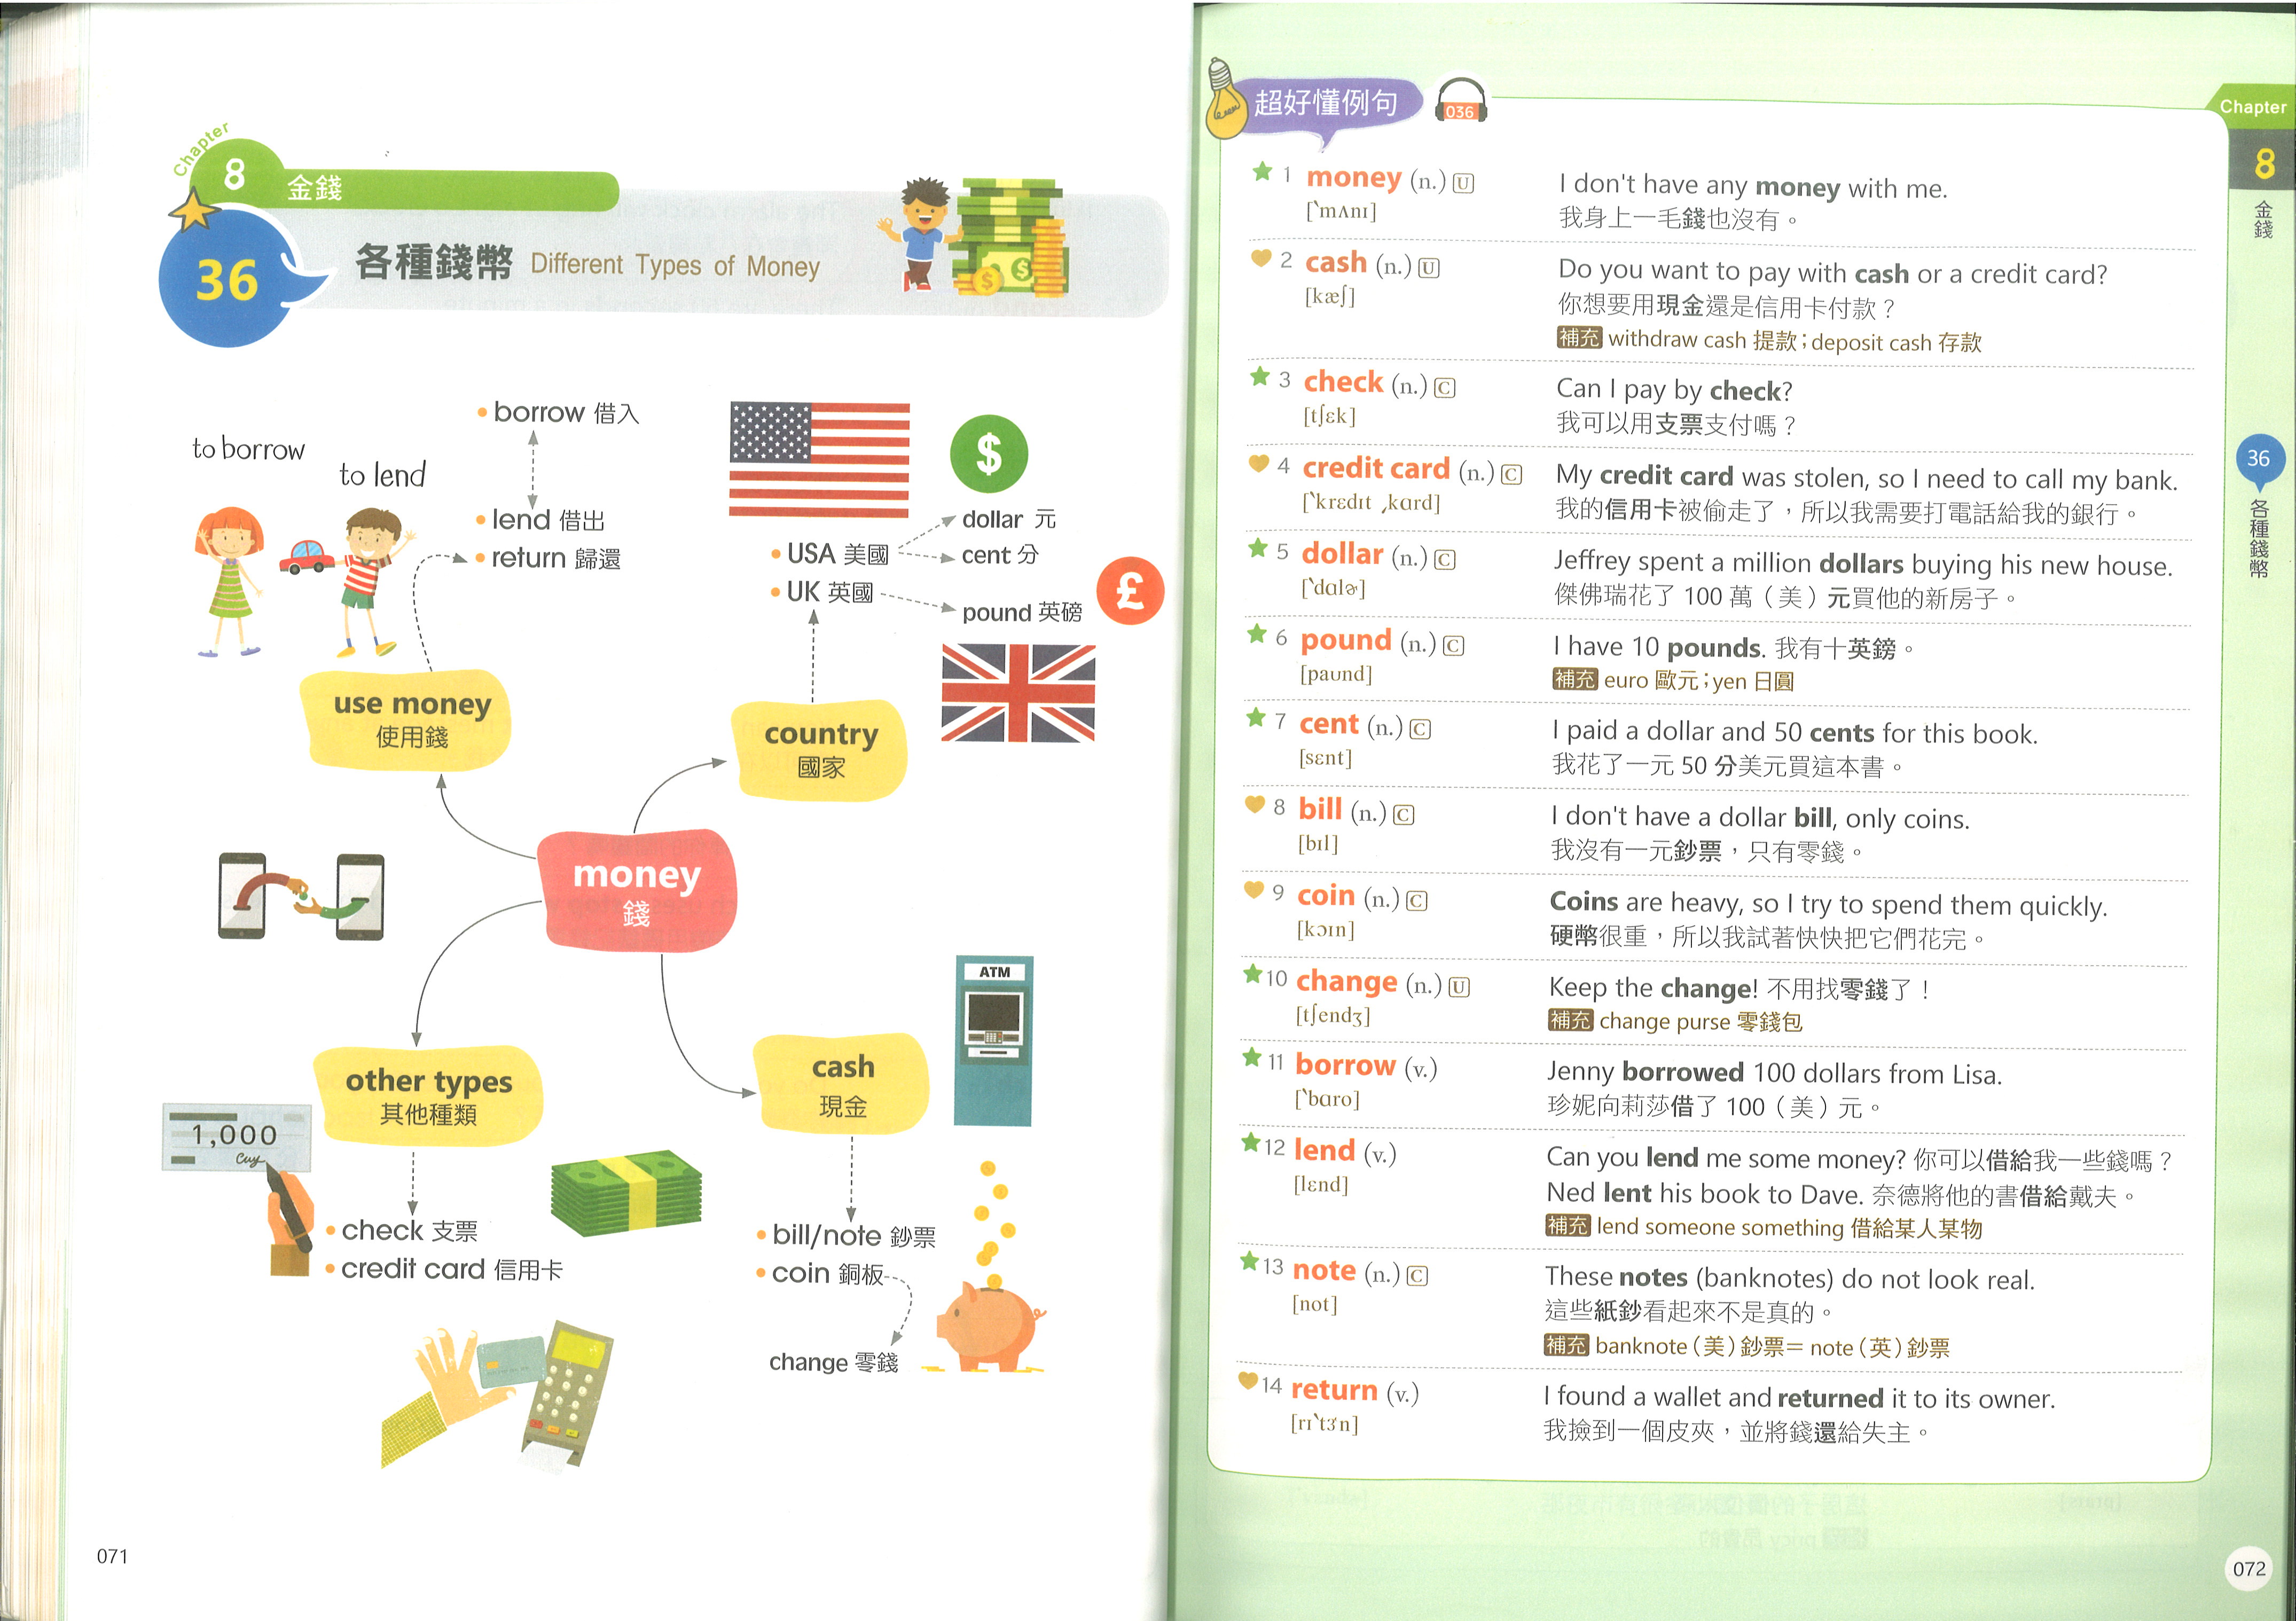 Chapter
8 金錢
36 各種錢幣 Different Types of Money
to borrow
to lend
• borrow 借入
• lend 借出
• return 歸還
use money
使用錢
$
• USA 美國
dollar 元
cent 分
• UK 英國
pound 英磅
£
country
國家
money
錢
other types
其他種類
1,000
• check 支票
• credit card 信用卡
ATM
cash
現金
• bill/note 鈔票
• coin 銅板
change 零錢
071
超好懂例句 036
1 money (n.) U
[ˋmʌnɪ]
I don't have any money with me.
我身上一毛錢也沒有。
2 cash (n.) U
[kæʃ]
Do you want to pay with cash or a credit card?
你想要用現金還是信用卡付款？
補充 withdraw cash 提款；deposit cash 存款
3 check (n.) C
[tʃɛk]
Can I pay by check?
我可以用支票支付嗎？
4 credit card (n.) C
[ˋkrɛdɪt ˏkɑrd]
My credit card was stolen, so I need to call my bank.
我的信用卡被偷走了，所以我需要打電話給我的銀行。
5 dollar (n.) C
[ˋdɑlɚ]
Jeffrey spent a million dollars buying his new house.
傑佛瑞花了 100 萬（美）元買他的新房子。
6 pound (n.) C
[paʊnd]
I have 10 pounds. 我有十英鎊。
補充 euro 歐元；yen 日圓
7 cent (n.) C
[sɛnt]
I paid a dollar and 50 cents for this book.
我花了一元 50 分美元買這本書。
8 bill (n.) C
[bɪl]
I don't have a dollar bill, only coins.
我沒有一元鈔票，只有零錢。
9 coin (n.) C
[kɔɪn]
Coins are heavy, so I try to spend them quickly.
硬幣很重，所以我試著快快把它們花完。
10 change (n.) U
[tʃendʒ]
Keep the change! 不用找零錢了！
補充 change purse 零錢包
11 borrow (v.)
[ˋbɑro]
Jenny borrowed 100 dollars from Lisa.
珍妮向莉莎借了 100（美）元。
12 lend (v.)
[lɛnd]
Can you lend me some money? 你可以借給我一些錢嗎？
Ned lent his book to Dave. 奈德將他的書借給戴夫。
補充 lend someone something 借給某人某物
13 note (n.) C
[not]
These notes (banknotes) do not look real.
這些紙鈔看起來不是真的。
補充 banknote（美）鈔票＝ note（英）鈔票
14 return (v.)
[rɪˋtɝn]
I found a wallet and returned it to its owner.
我撿到一個皮夾，並將錢還給失主。
Chapter
8
金錢
36
各種錢幣
072